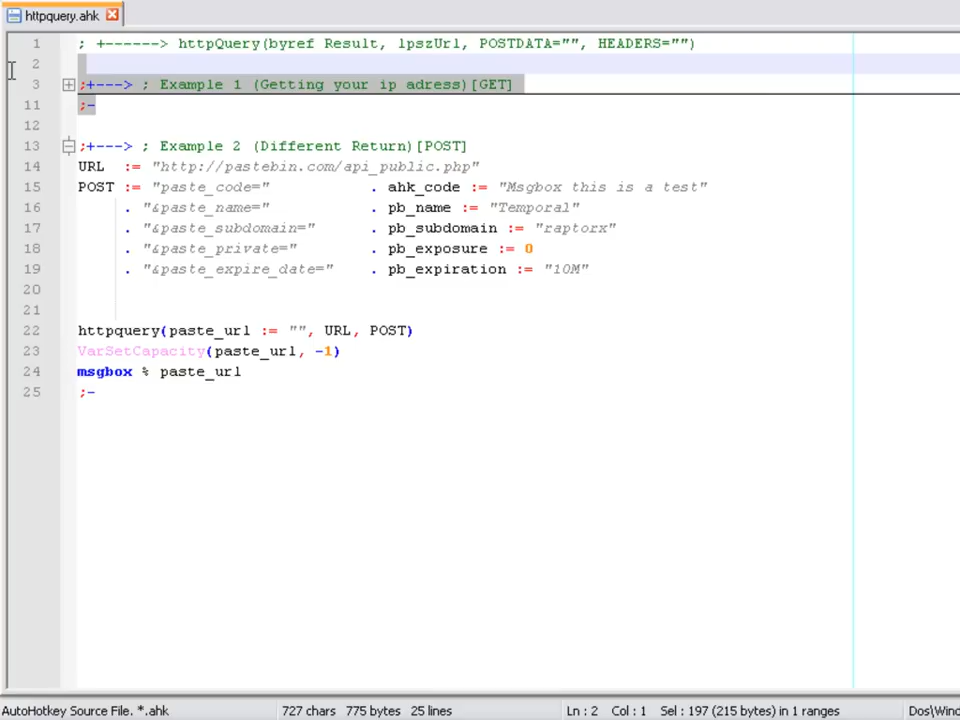 httpquery.ahk
1 ; +------> httpQuery(byref Result, lpszUrl, POSTDATA="", HEADERS="")
2
3 ;+---> ; Example 1 (Getting your ip adress)[GET]
11 ;-
12
13 ;+---> ; Example 2 (Different Return)[POST]
14 URL := "http://pastebin.com/api_public.php"
15 POST := "paste_code=" . ahk_code := "Msgbox this is a test"
16 . "&paste_name=" . pb_name := "Temporal"
17 . "&paste_subdomain=" . pb_subdomain := "raptorx"
18 . "&paste_private=" . pb_exposure := 0
19 . "&paste_expire_date=" . pb_expiration := "10M"
20
21
22 httpquery(paste_url := "", URL, POST)
23 VarSetCapacity(paste_url, -1)
24 msgbox % paste_url
25 ;-
AutoHotkey Source File. *.ahk 727 chars 775 bytes 25 lines Ln : 2 Col : 1 Sel : 197 (215 bytes) in 1 ranges Dos\Wind